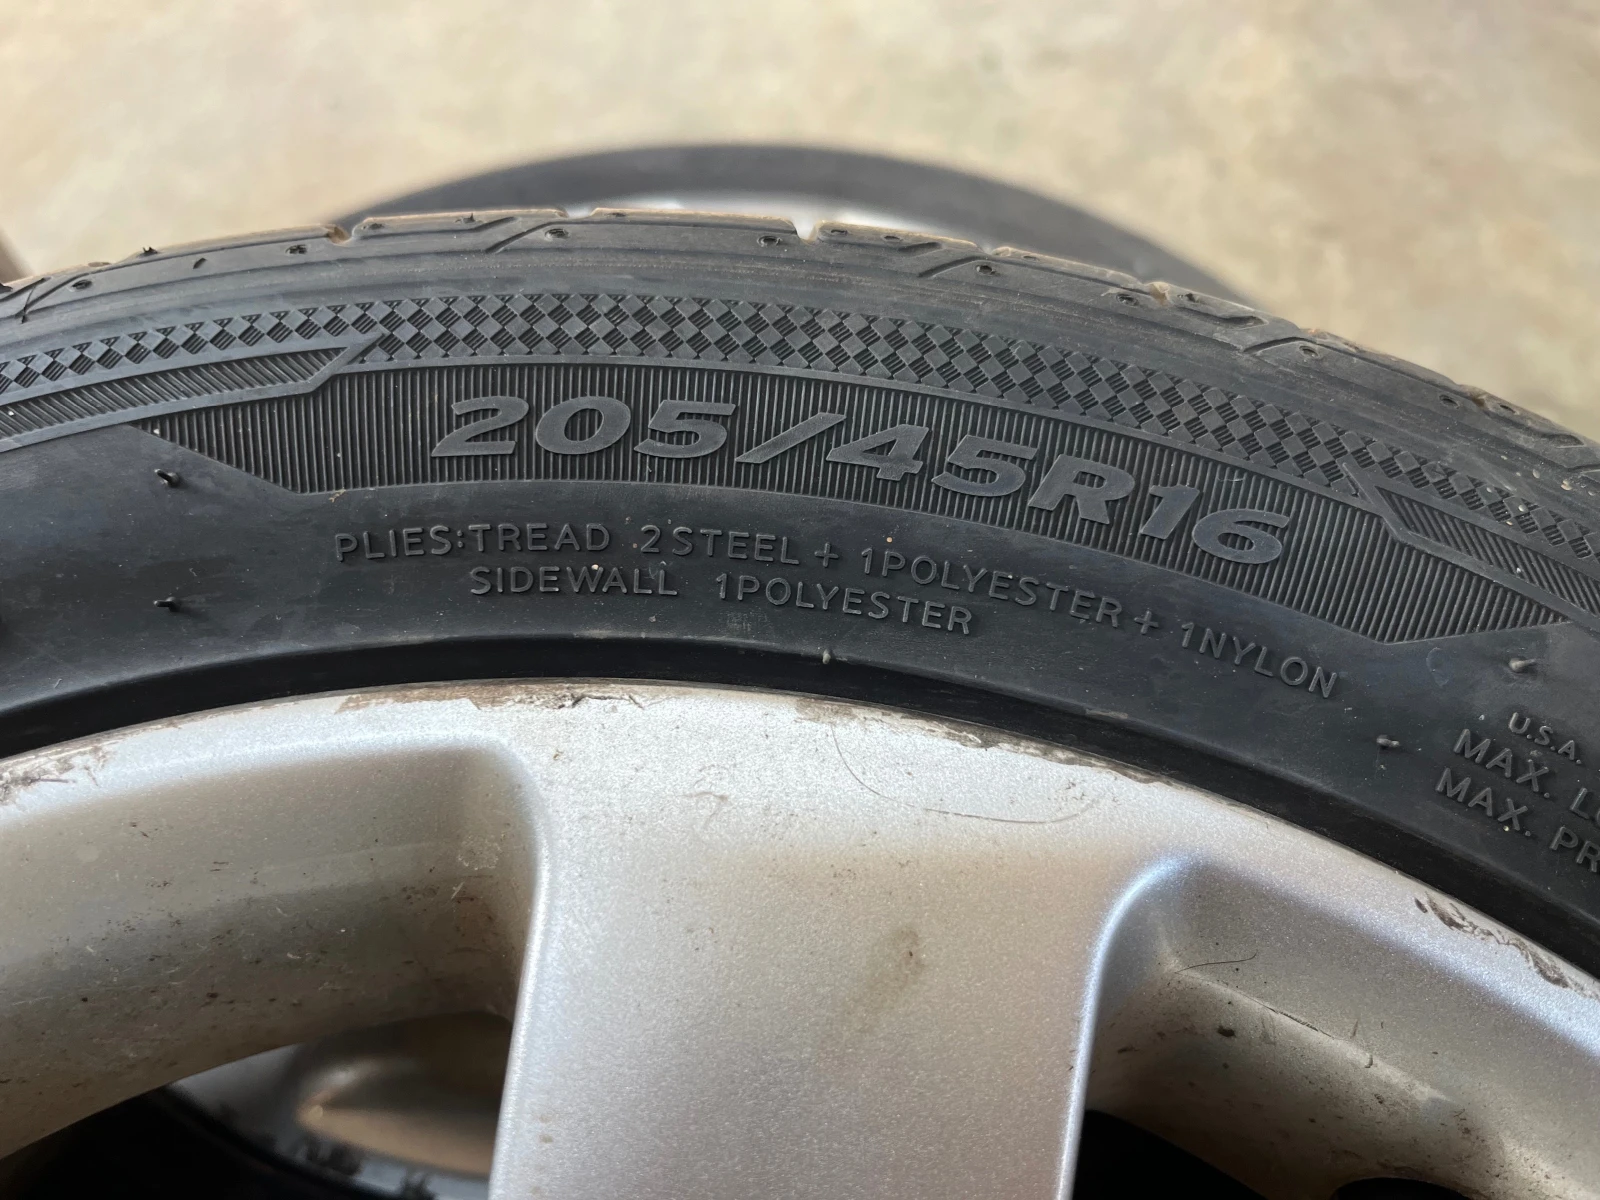 205/45R16
PLIES:TREAD 2STEEL + 1POLYESTER + 1NYLON
SIDEWALL 1POLYESTER
U.S.A.
MAX.
MAX.